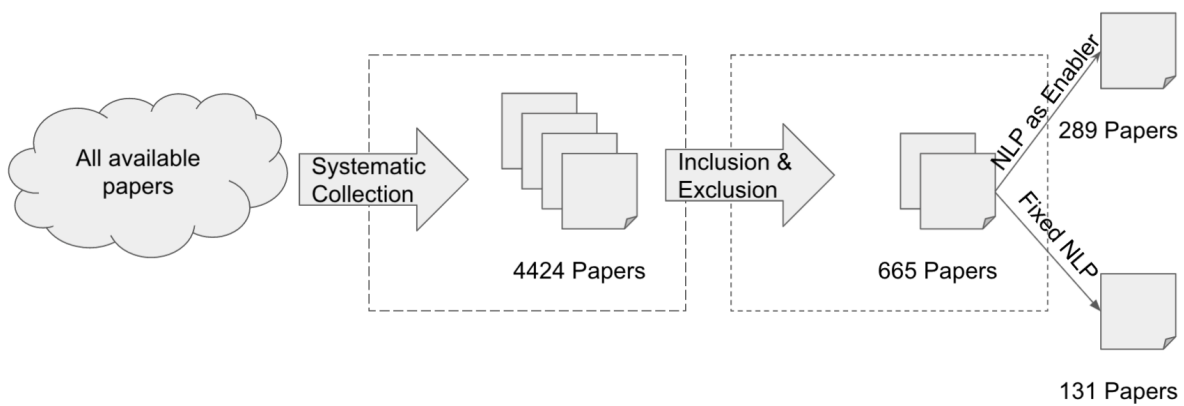 All available
papers
Systematic
Collection
4424 Papers
Inclusion &
Exclusion
665 Papers
NLP as Enabler
289 Papers
Fixed NLP
131 Papers